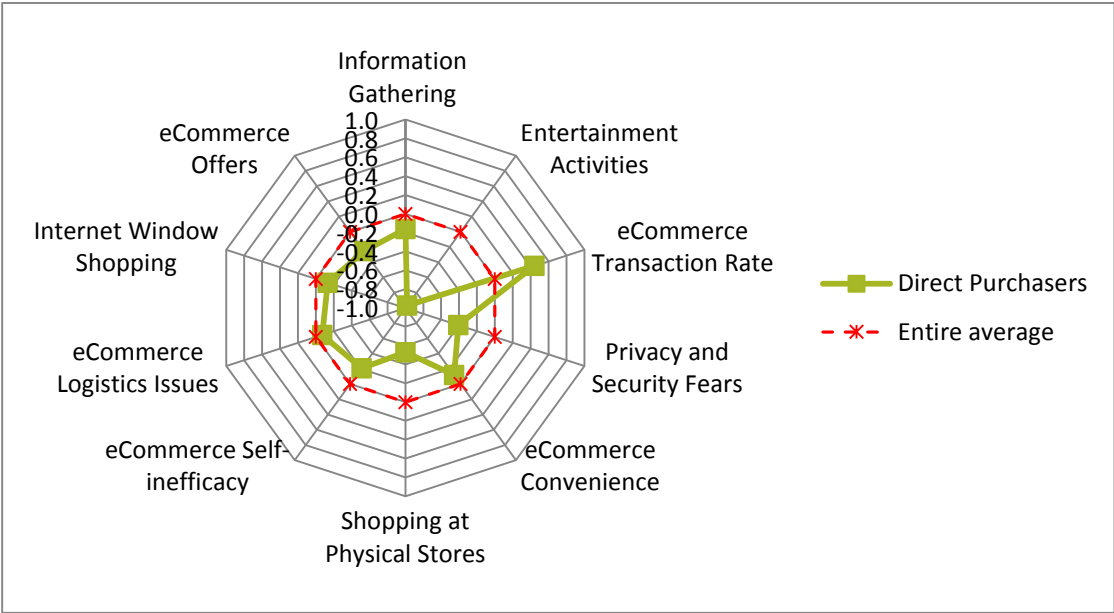 Information
Gathering
Entertainment
Activities
eCommerce
Transaction Rate
Privacy and
Security Fears
eCommerce
Convenience
Shopping at
Physical Stores
eCommerce Self-
inefficacy
eCommerce
Logistics Issues
Internet Window
Shopping
eCommerce
Offers
1.0
0.8
0.6
0.4
0.2
0.0
-0.2
-0.4
-0.6
-0.8
-1.0
Direct Purchasers
Entire average